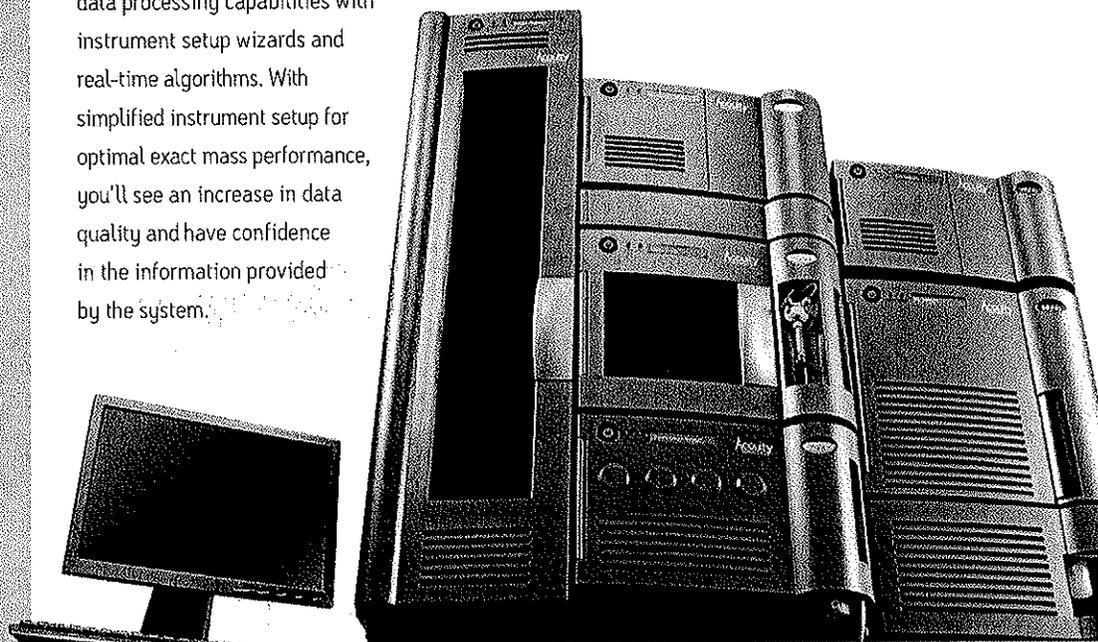 data processing capabilities with
instrument setup wizards and
real-time algorithms. With
simplified instrument setup for
optimal exact mass performance,
you'll see an increase in data
quality and have confidence
in the information provided
by the system.
Acquity